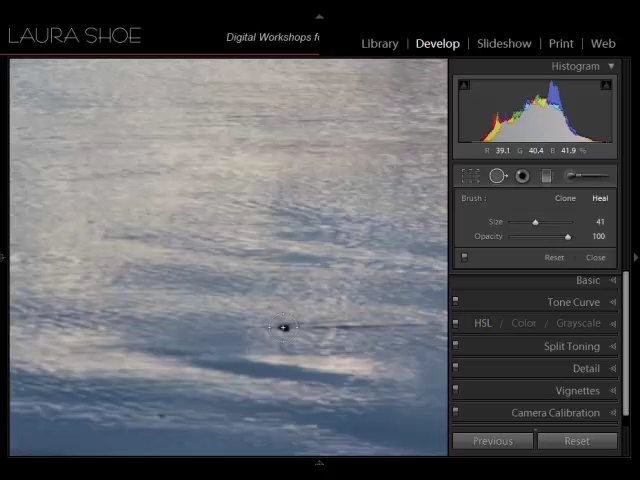 LAURA SHOE
Digital Workshops
Library | Develop | Slideshow | Print | Web
Histogram
R 39.1 G 40.4 B 41.9 %
Brush : Clone Heal
Size 41
Opacity 100
Reset Close
Basic
Tone Curve
HSL / Color / Grayscale
Split Toning
Detail
Vignettes
Camera Calibration
Previous Reset